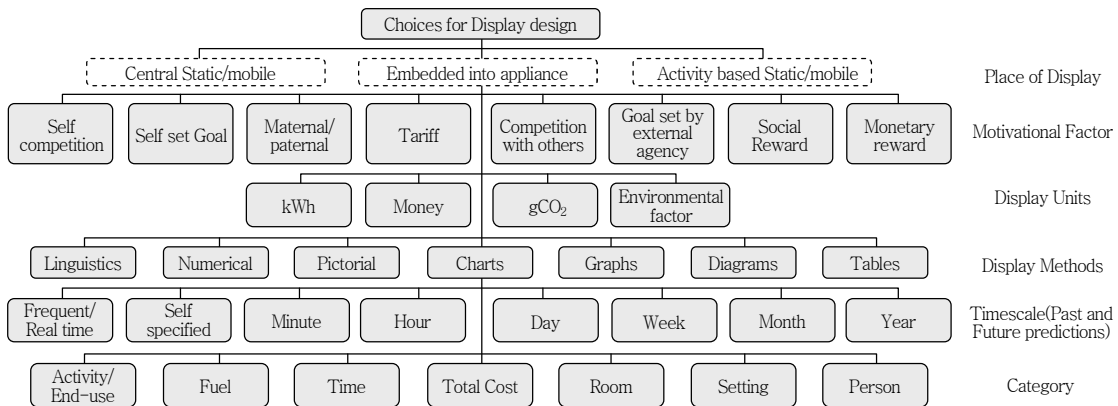 Choices for Display design
Central Static/mobile
Embedded into appliance
Activity based Static/mobile
Place of Display
Self
competition
Self set Goal
Maternal/
paternal
Tariff
Competition
with others
Goal set by
external
agency
Social
Reward
Monetary
reward
Motivational Factor
kWh
Money
gCO₂
Environmental
factor
Display Units
Linguistics
Numerical
Pictorial
Charts
Graphs
Diagrams
Tables
Display Methods
Frequent/
Real time
Self
specified
Minute
Hour
Day
Week
Month
Year
Timescale(Past and
Future predictions)
Activity/
End-use
Fuel
Time
Total Cost
Room
Setting
Person
Category